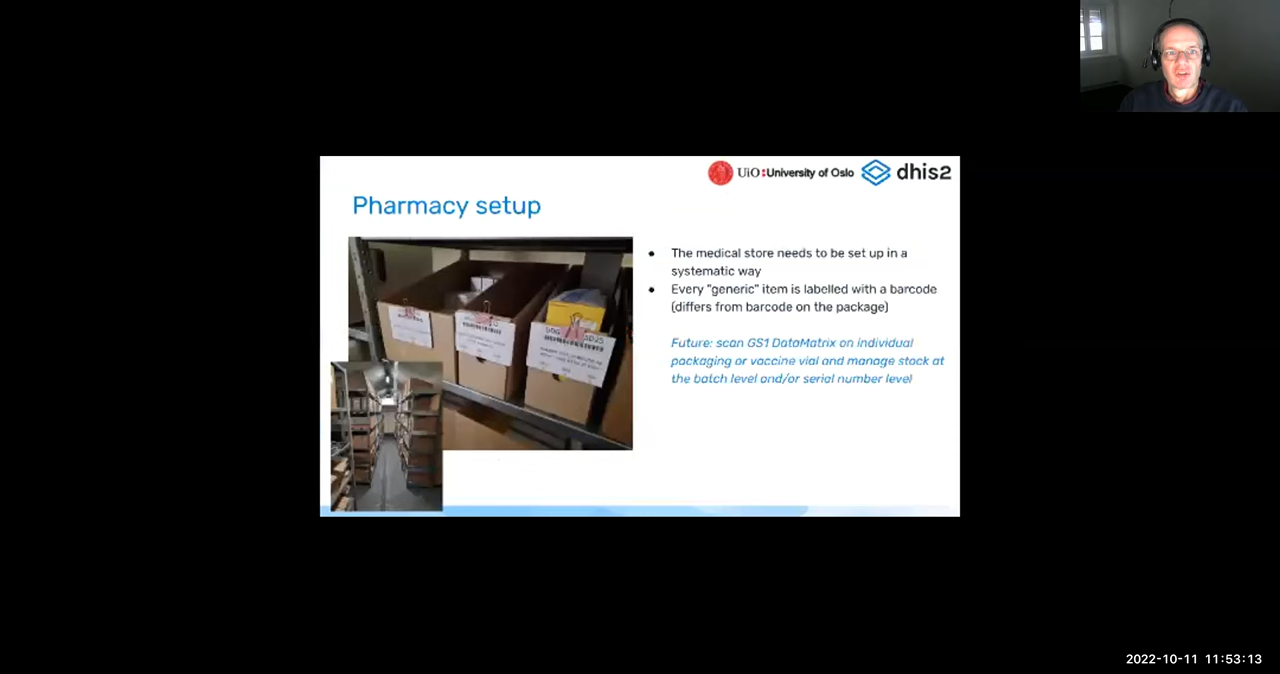 UiO:University of Oslo dhis2
Pharmacy setup
The medical store needs to be set up in a
systematic way
Every "generic" item is labelled with a barcode
(differs from barcode on the package)
Future: scan GS1 DataMatrix on individual
packaging or vaccine vial and manage stock at
the batch level and/or serial number level
2022-10-11 11:53:13